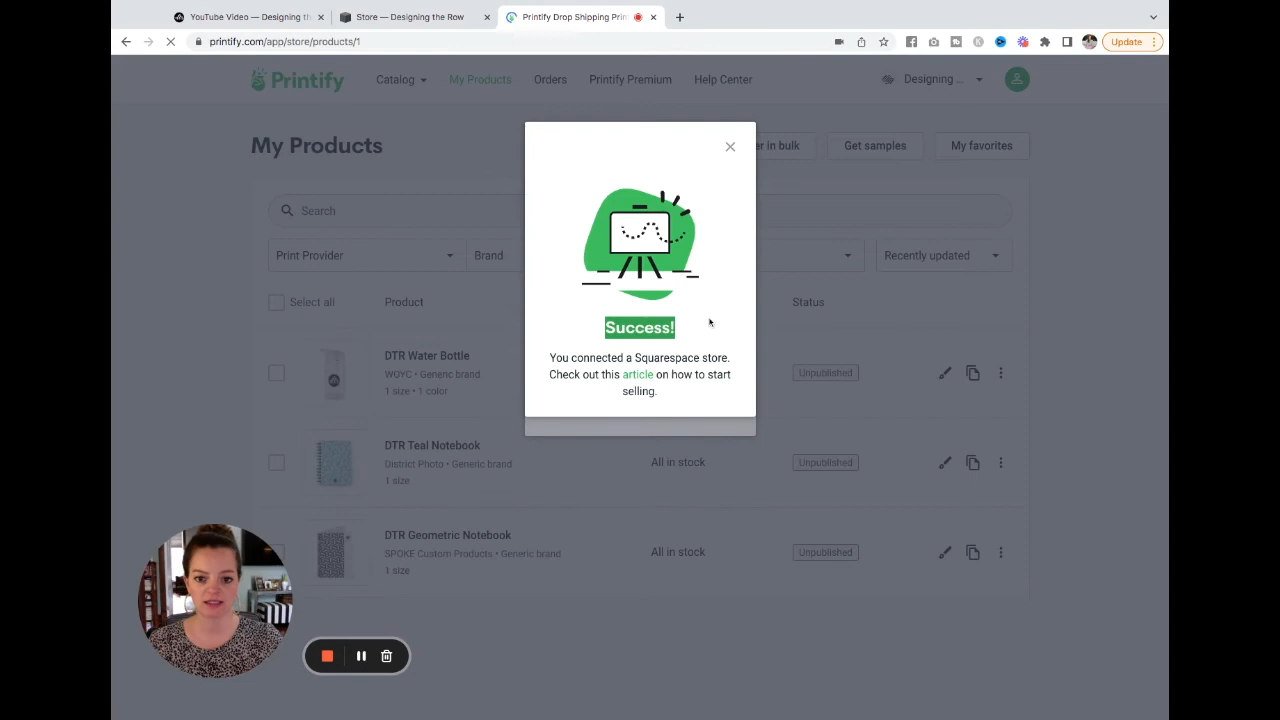 YouTube Video — Designing th
Store — Designing the Row
Printify Drop Shipping Prin
printify.com/app/store/products/1
Update
Printify
Catalog
My Products
Orders
Printify Premium
Help Center
Designing ...
My Products
er in bulk
Get samples
My favorites
Search
Print Provider
Brand
Recently updated
Select all
Product
Status
Success!
You connected a Squarespace store.
Check out this article on how to start
selling.
DTR Water Bottle
WOYC • Generic brand
1 size • 1 color
Unpublished
DTR Teal Notebook
District Photo • Generic brand
1 size
All in stock
Unpublished
DTR Geometric Notebook
SPOKE Custom Products • Generic brand
1 size
All in stock
Unpublished